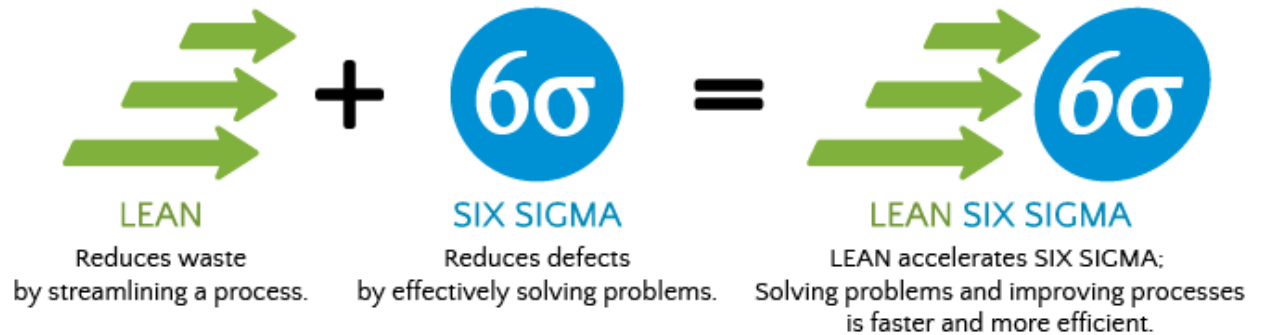 +
6σ
=
6σ
LEAN
Reduces waste
by streamlining a process.
SIX SIGMA
Reduces defects
by effectively solving problems.
LEAN SIX SIGMA
LEAN accelerates SIX SIGMA;
Solving problems and improving processes
is faster and more efficient.